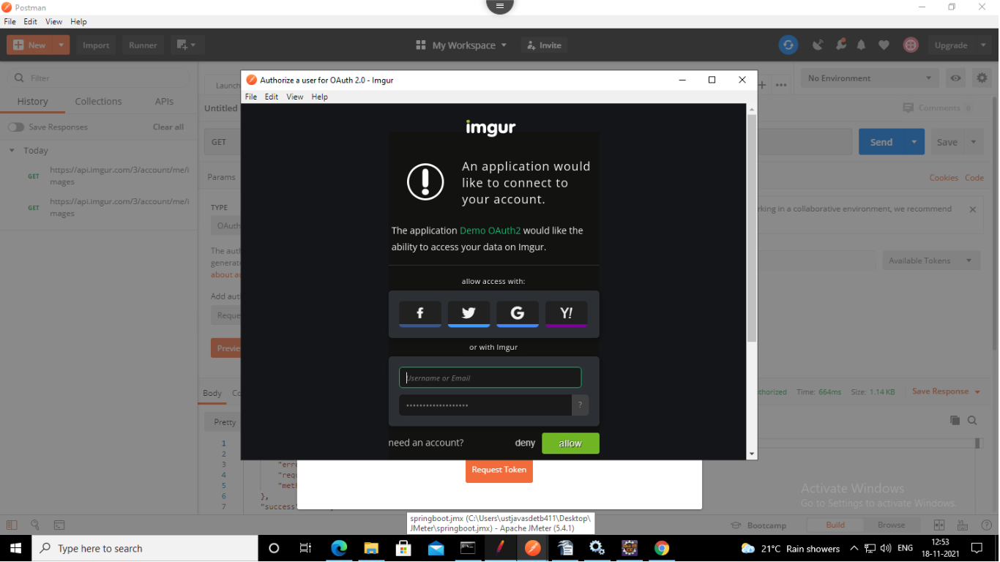 Postman
File Edit View Help
New Import Runner My Workspace Invite Upgrade
Filter
History Collections APIs
Save Responses Clear all
Today
GET https://api.imgur.com/3/account/me/i
mages
GET https://api.imgur.com/3/account/me/i
mages
Launch
No Environment
Untitled
Comments 0
GET
Send Save
Params
Cookies Code
TYPE
OAuth
rking in a collaborative environment, we recommend
The auth
generate
about a
Available Tokens
Add aut
Reque
Previe
Authorize a user for OAuth 2.0 - Imgur
File Edit View Help
imgur
An application would
like to connect to
your account.
The application Demo OAuth2 would like the
ability to access your data on Imgur.
allow access with:
f G Y!
or with Imgur
Username or Email
?
need an account? deny allow
Request Token
Body Co
thorized Time: 664ms Size: 1.14 KB Save Response
Pretty
1
2
3 "erro
4 "requ
5 "met
6 },
7 "success"
Activate Windows
Go to Settings to activate Windows.
springboot.jmx (C:\Users\ustjavasdetb411\Desktop\
JMeter\springboot.jmx) - Apache JMeter (5.4.1)
Bootcamp Build Browse
Type here to search
21°C Rain showers ENG
12:53
18-11-2021